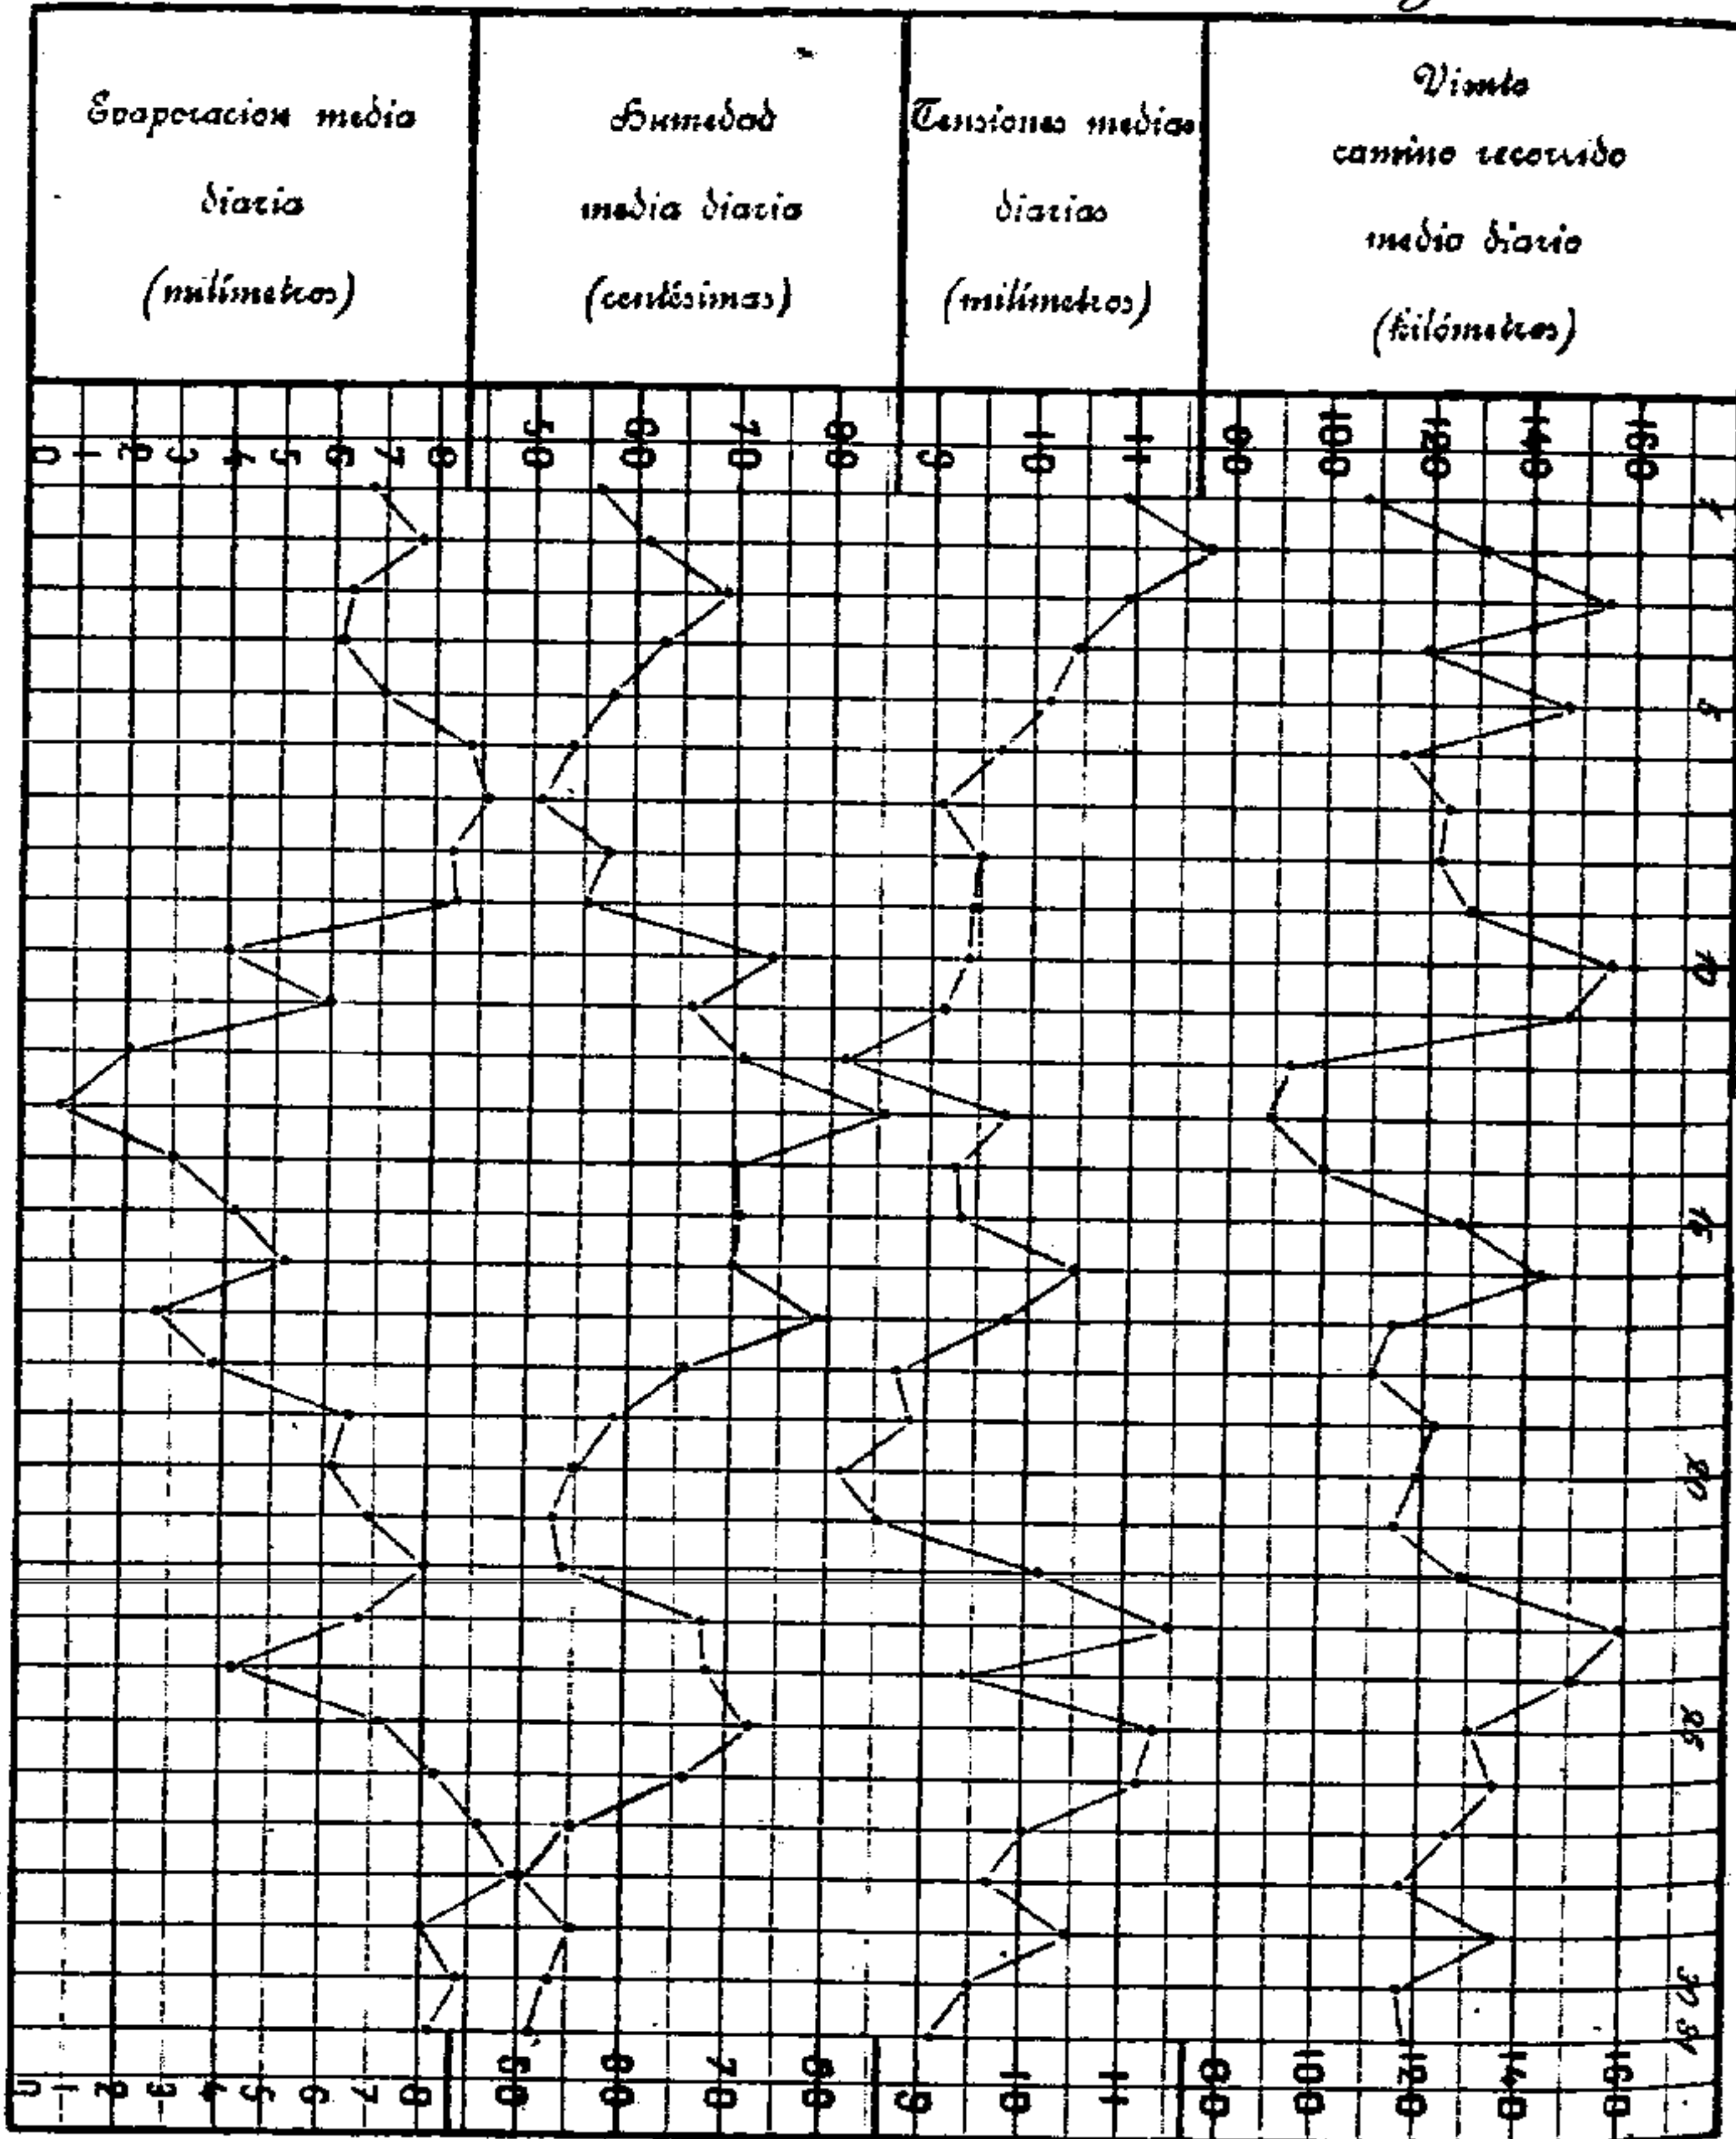 Evaporacion media
diaria
(milímetros)
Humedad
media diaria
(centésimas)
Tensiones medias
diarias
(milímetros)
Viento
camino recorrido
medio diario
(kilómetros)
0 1 2 3 4 5 6 7 8 50 60 70 80 9 10 11 80 100 120 140 160
1
5
10
15
20
25
30
31
0 1 2 3 4 5 6 7 8 50 60 70 80 9 10 11 80 100 120 140 160